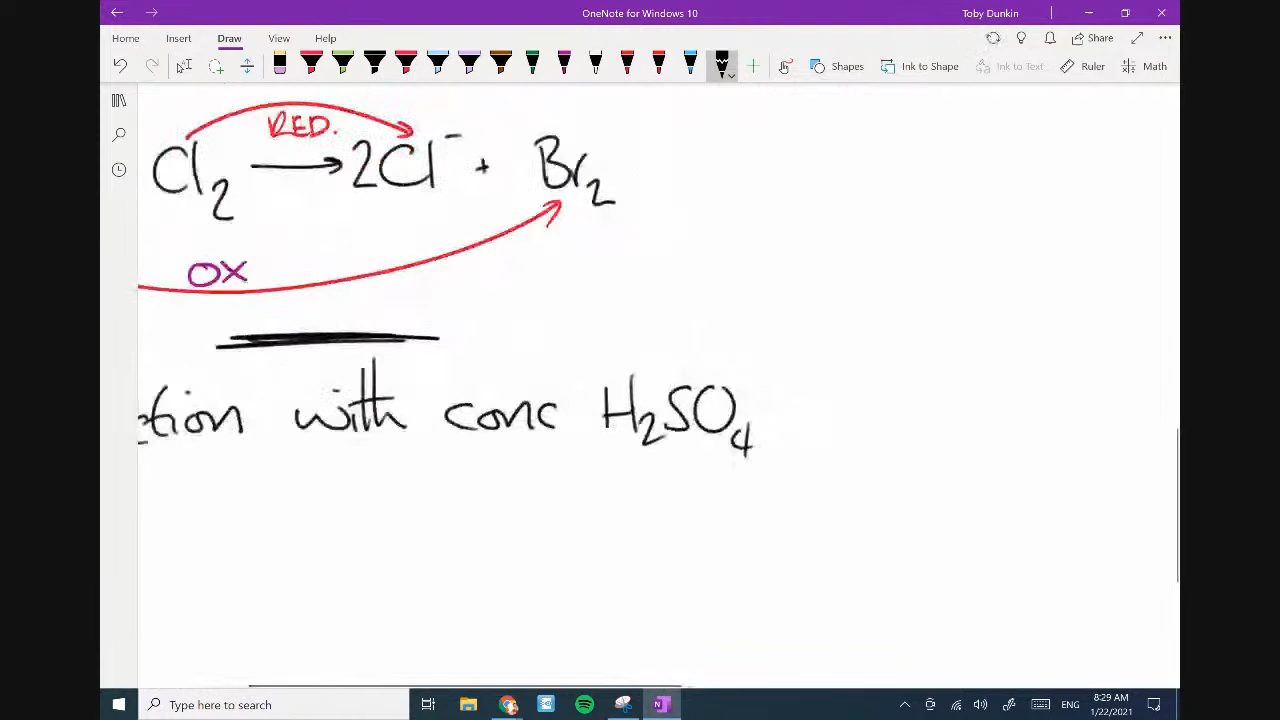 OneNote for Windows 10
Toby Dunkin
Home Insert Draw View Help
Share
Shapes Ink to Shape Ink to Text Ruler Math
RED.
Cl₂ → 2Cl⁻ + Br₂
OX
ction with conc H₂SO₄
Type here to search
ENG
8:29 AM
1/22/2021